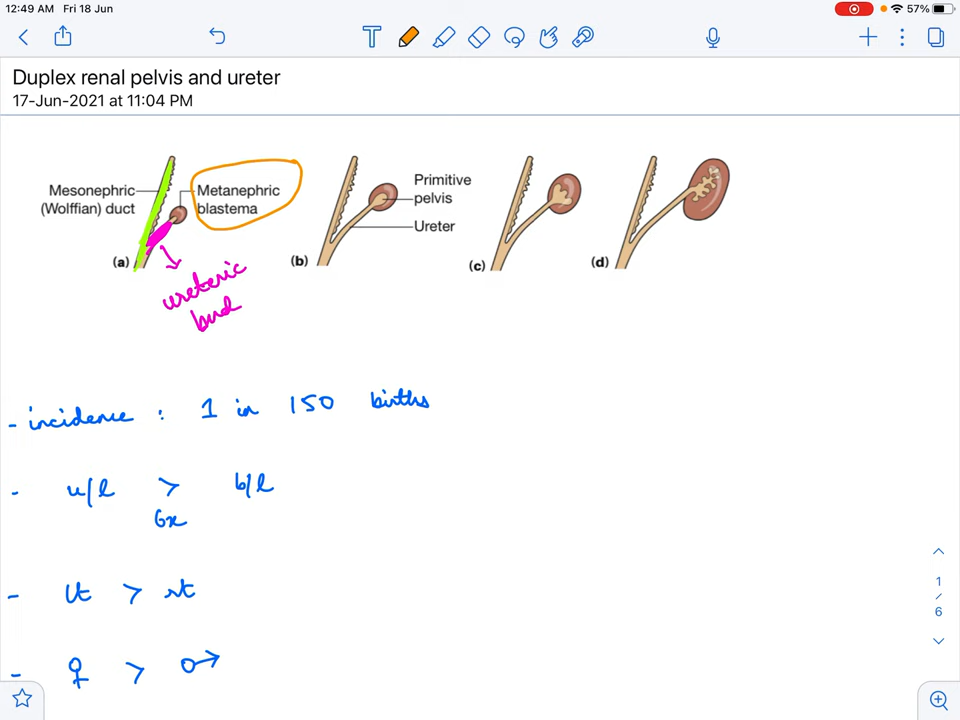 12:49 AM Fri 18 Jun
57%
T
Duplex renal pelvis and ureter
17-Jun-2021 at 11:04 PM
Mesonephric
(Wolffian) duct
Metanephric
blastema
Primitive
pelvis
Ureter
(a)
(b)
(c)
(d)
ureteric
bud
- incidence : 1 in 150 births
- u/l > b/l
6x
- lt > rt
- ♀ > ♂
1
/
6